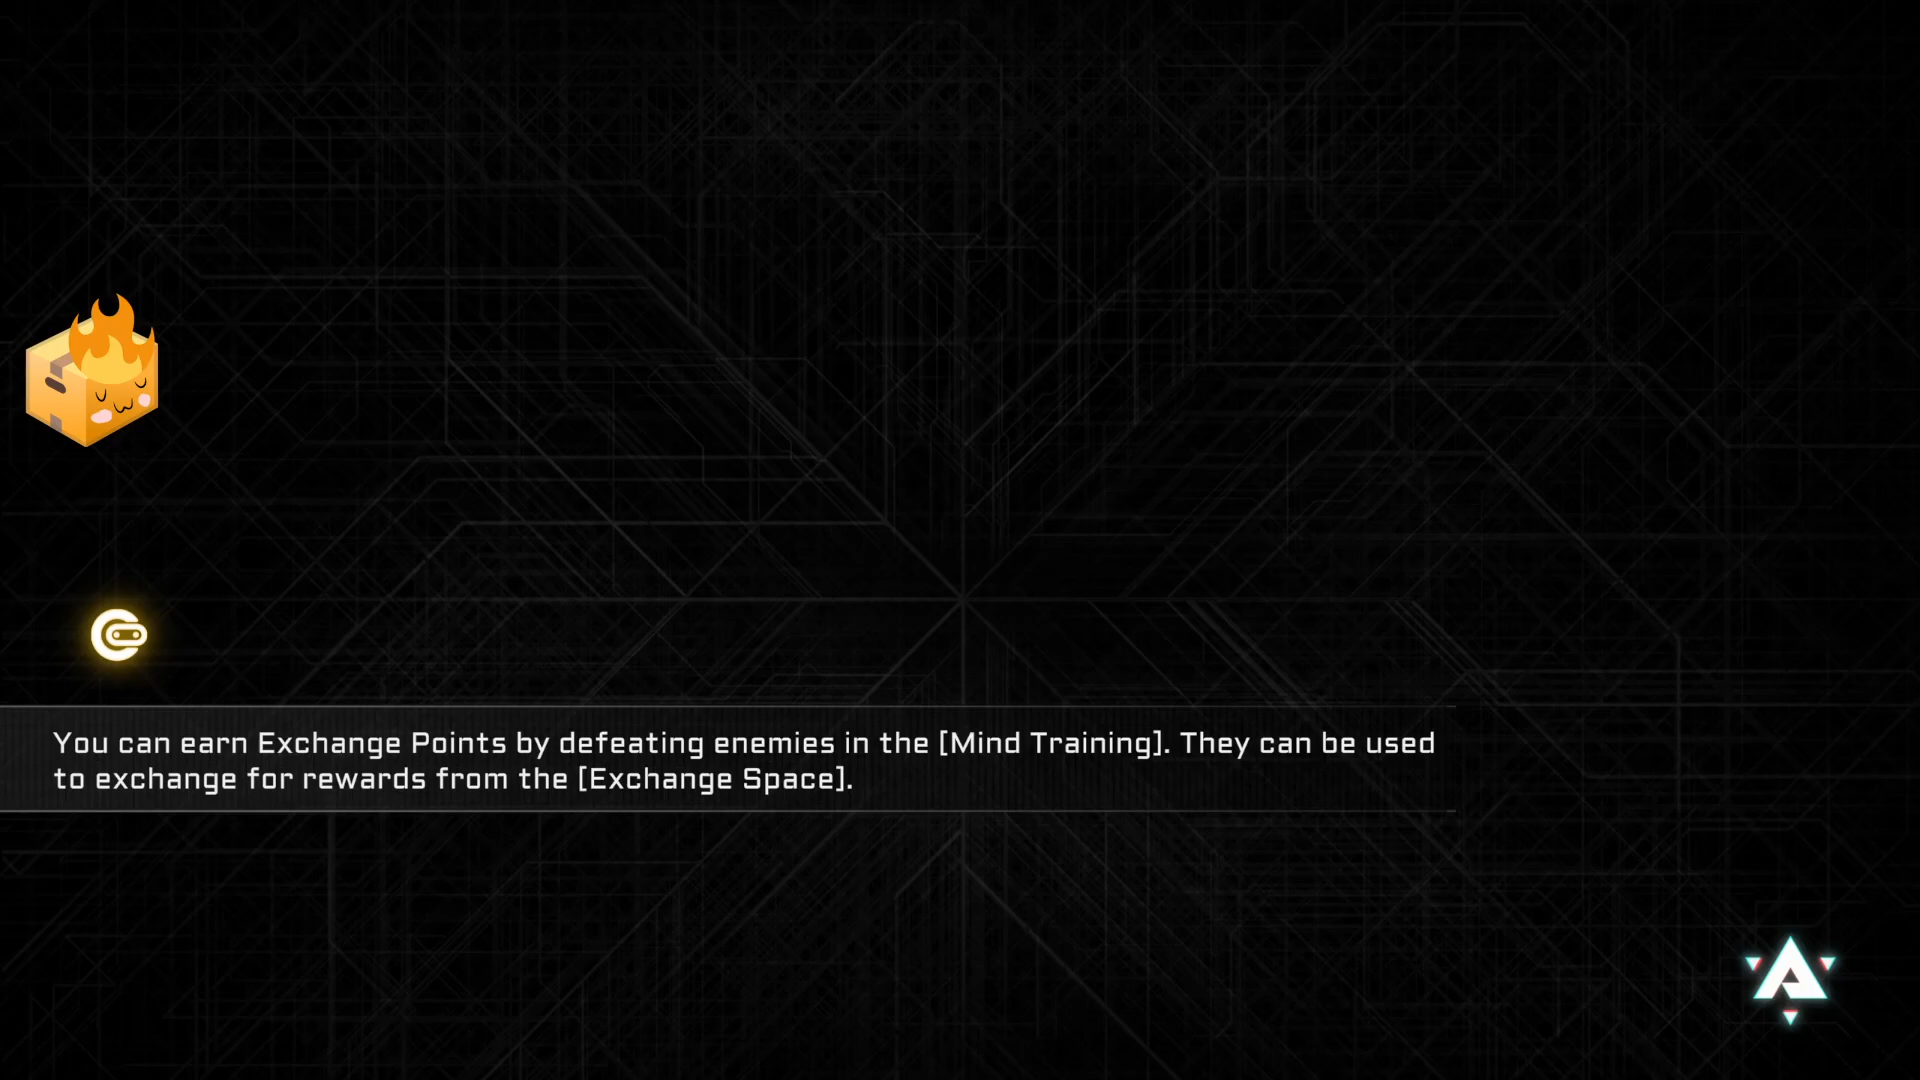 You can earn Exchange Points by defeating enemies in the [Mind Training]. They can be used
to exchange for rewards from the [Exchange Space].